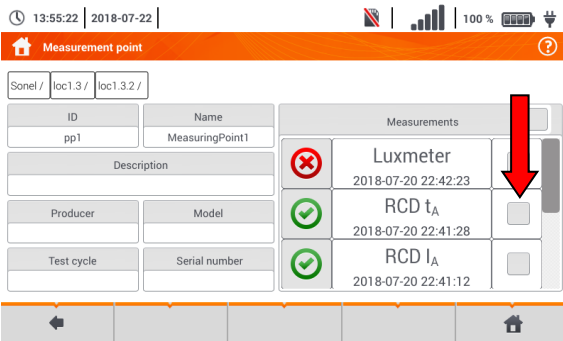 13:55:22 2018-07-22 100 %
Measurement point ?
Sonel / loc1.3 / loc1.3.2 /
ID Name Measurements
pp1 MeasuringPoint1
Luxmeter
2018-07-20 22:42:23
Description
RCD tA
2018-07-20 22:41:28
Producer Model
RCD IA
2018-07-20 22:41:12
Test cycle Serial number